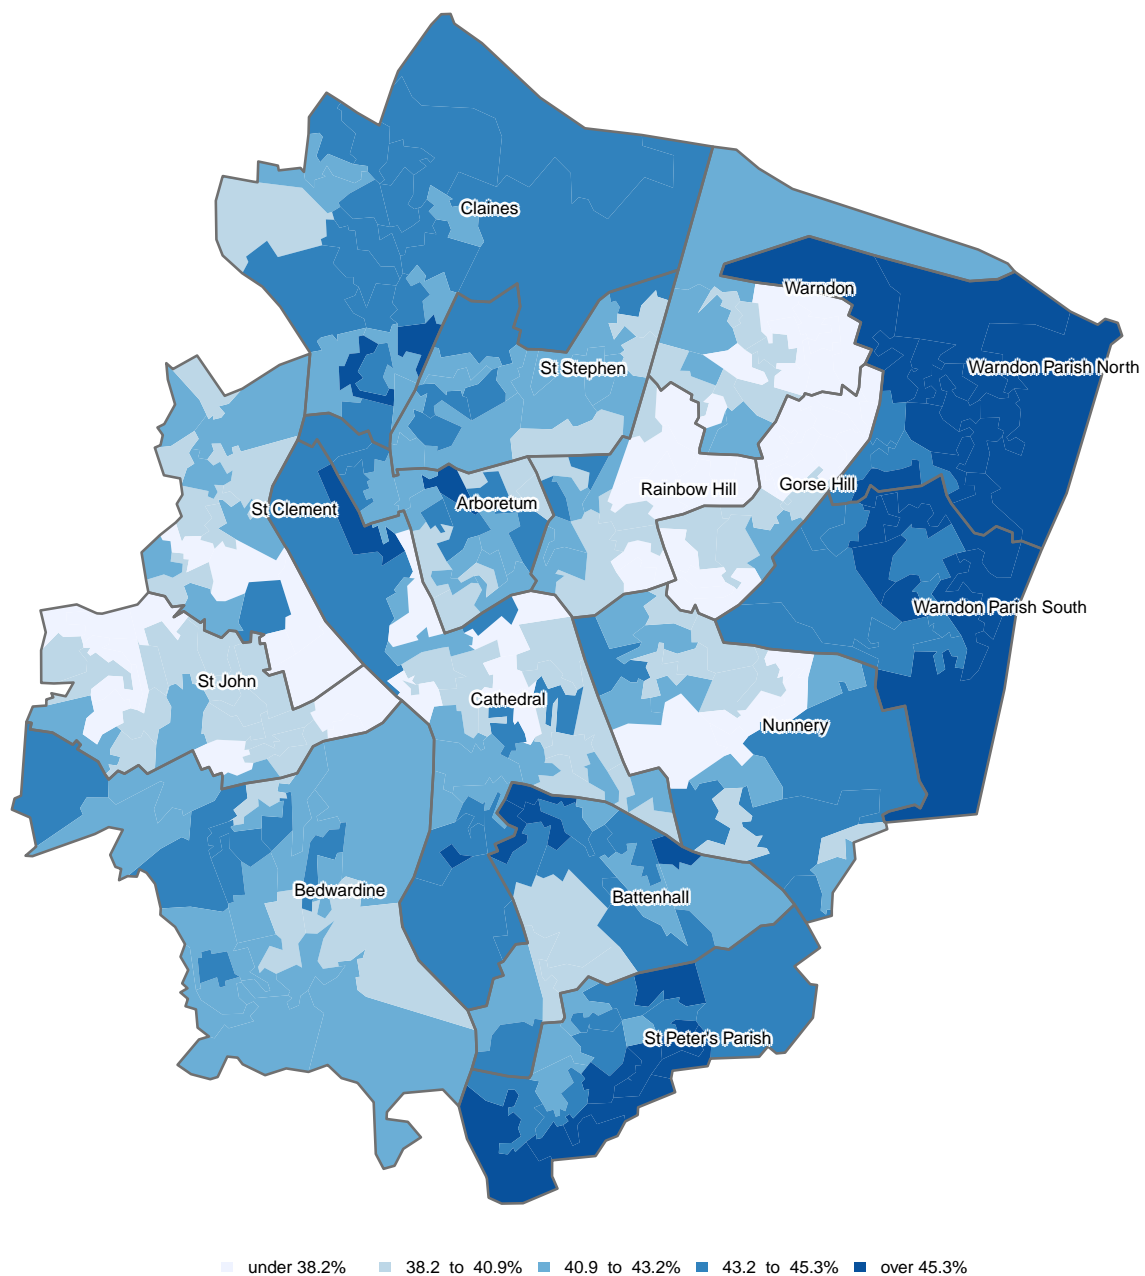 Claines
Warndon
St Stephen
Warndon Parish North
Rainbow Hill
Gorse Hill
Arboretum
St Clement
Warndon Parish South
St John
Cathedral
Nunnery
Bedwardine
Battenhall
St Peter's Parish
under 38.2% 38.2 to 40.9% 40.9 to 43.2% 43.2 to 45.3% over 45.3%